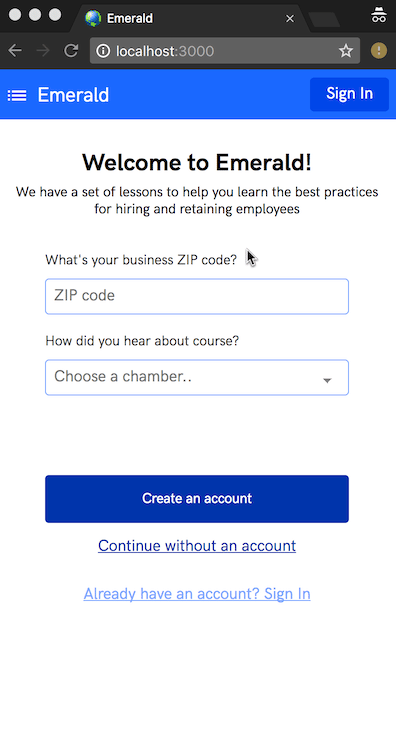 Emerald
localhost:3000
Emerald
Sign In
Welcome to Emerald!
We have a set of lessons to help you learn the best practices
for hiring and retaining employees
What's your business ZIP code?
ZIP code
How did you hear about course?
Choose a chamber..
Create an account
Continue without an account
Already have an account? Sign In